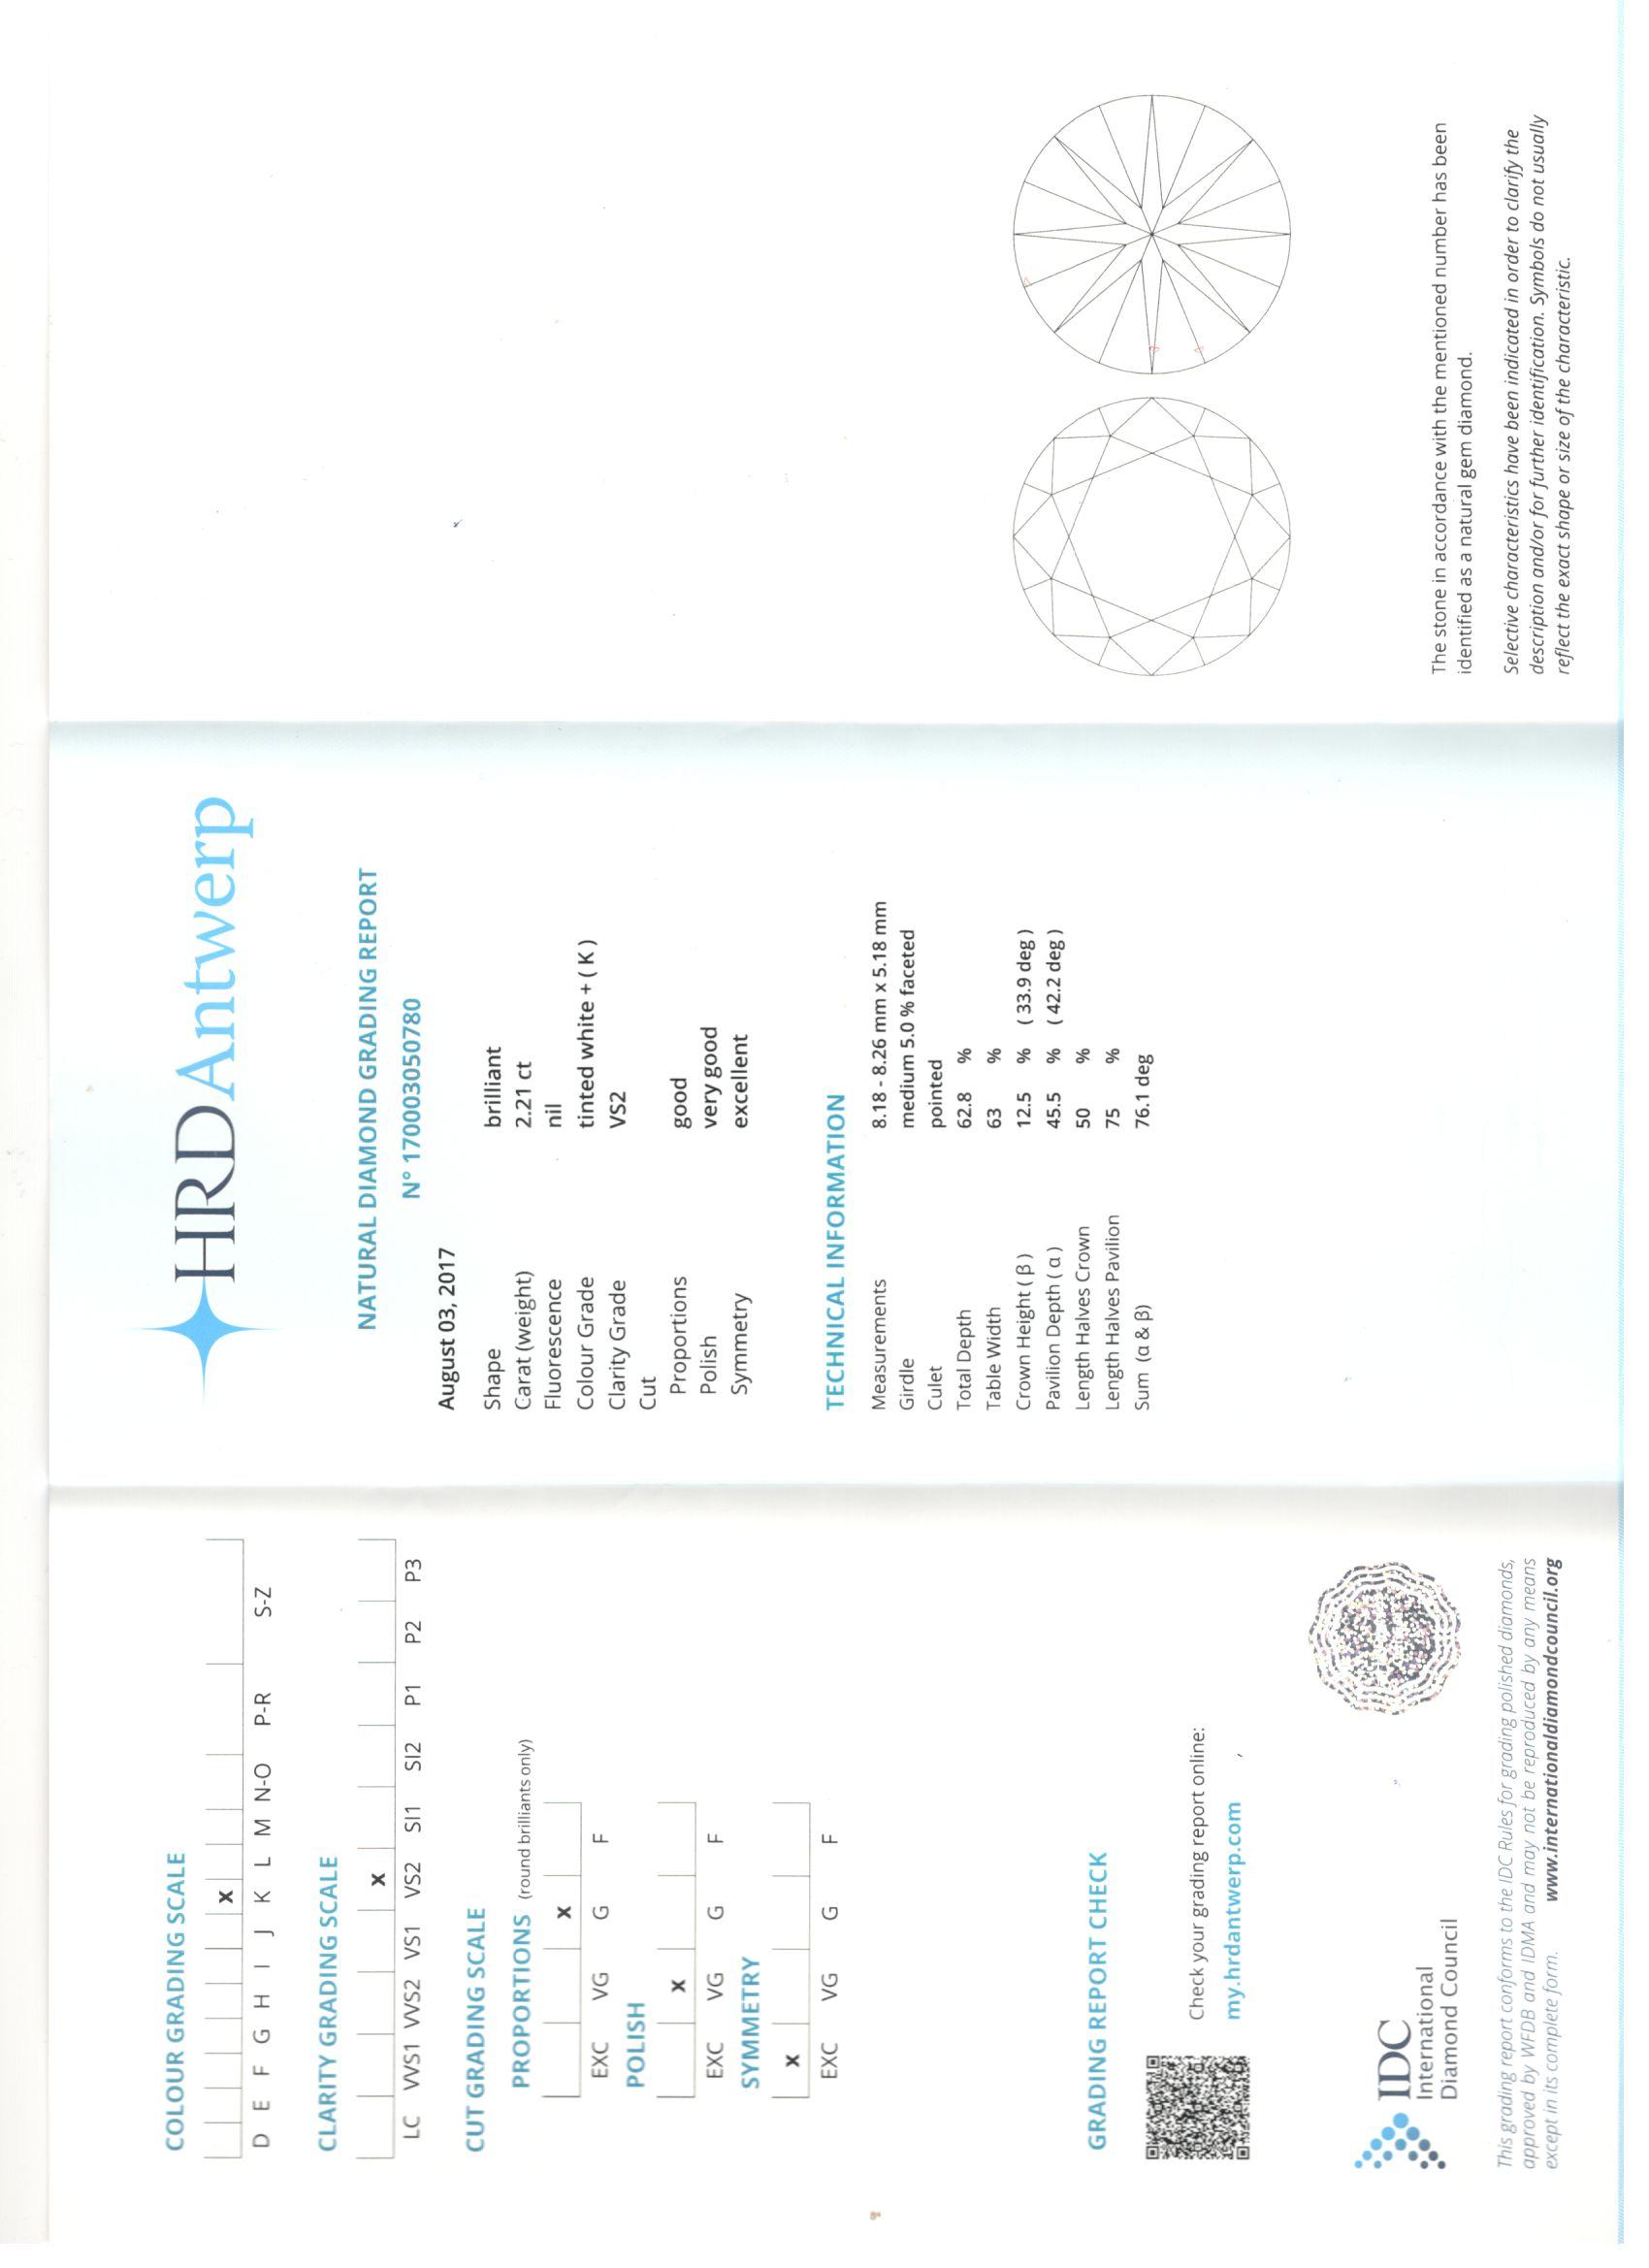 COLOUR GRADING SCALE
x
D E F G H I J K L M N-O P-R S-Z
CLARITY GRADING SCALE
x
LC VVS1 VVS2 VS1 VS2 SI1 SI2 P1 P2 P3
CUT GRADING SCALE
PROPORTIONS (round brilliants only)
x
EXC VG G F
POLISH
x
EXC VG G F
SYMMETRY
x
EXC VG G F
GRADING REPORT CHECK
Check your grading report online:
my.hrdantwerp.com
IDC
International
Diamond Council
This grading report conforms to the IDC Rules for grading polished diamonds,
approved by WFDB and IDMA and may not be reproduced by any means
except in its complete form. www.internationaldiamondcouncil.org
HRD Antwerp
NATURAL DIAMOND GRADING REPORT
N° 170003050780
August 03, 2017
Shape brilliant
Carat (weight) 2.21 ct
Fluorescence nil
Colour Grade tinted white + ( K )
Clarity Grade VS2
Cut
Proportions good
Polish very good
Symmetry excellent
TECHNICAL INFORMATION
Measurements 8.18 - 8.26 mm x 5.18 mm
Girdle medium 5.0 % faceted
Culet pointed
Total Depth 62.8 %
Table Width 63 %
Crown Height ( β ) 12.5 % ( 33.9 deg )
Pavilion Depth ( α ) 45.5 % ( 42.2 deg )
Length Halves Crown 50 %
Length Halves Pavilion 75 %
Sum (α & β) 76.1 deg
The stone in accordance with the mentioned number has been
identified as a natural gem diamond.
Selective characteristics have been indicated in order to clarify the
description and/or for further identification. Symbols do not usually
reflect the exact shape or size of the characteristic.